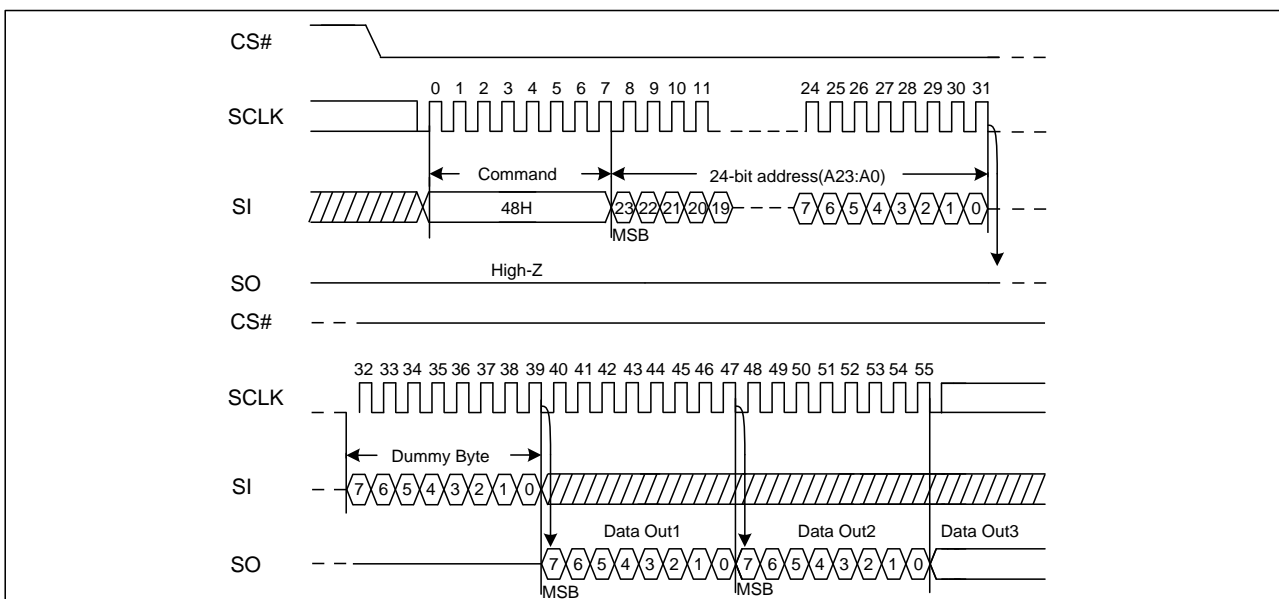 CS#
0 1 2 3 4 5 6 7 8 9 10 11 24 25 26 27 28 29 30 31
SCLK
Command 24-bit address(A23:A0)
SI 48H 23 22 21 20 19 7 6 5 4 3 2 1 0
MSB
High-Z
SO
CS#
32 33 34 35 36 37 38 39 40 41 42 43 44 45 46 47 48 49 50 51 52 53 54 55
SCLK
Dummy Byte
SI 7 6 5 4 3 2 1 0
Data Out1 Data Out2 Data Out3
SO 7 6 5 4 3 2 1 0 7 6 5 4 3 2 1 0
MSB MSB